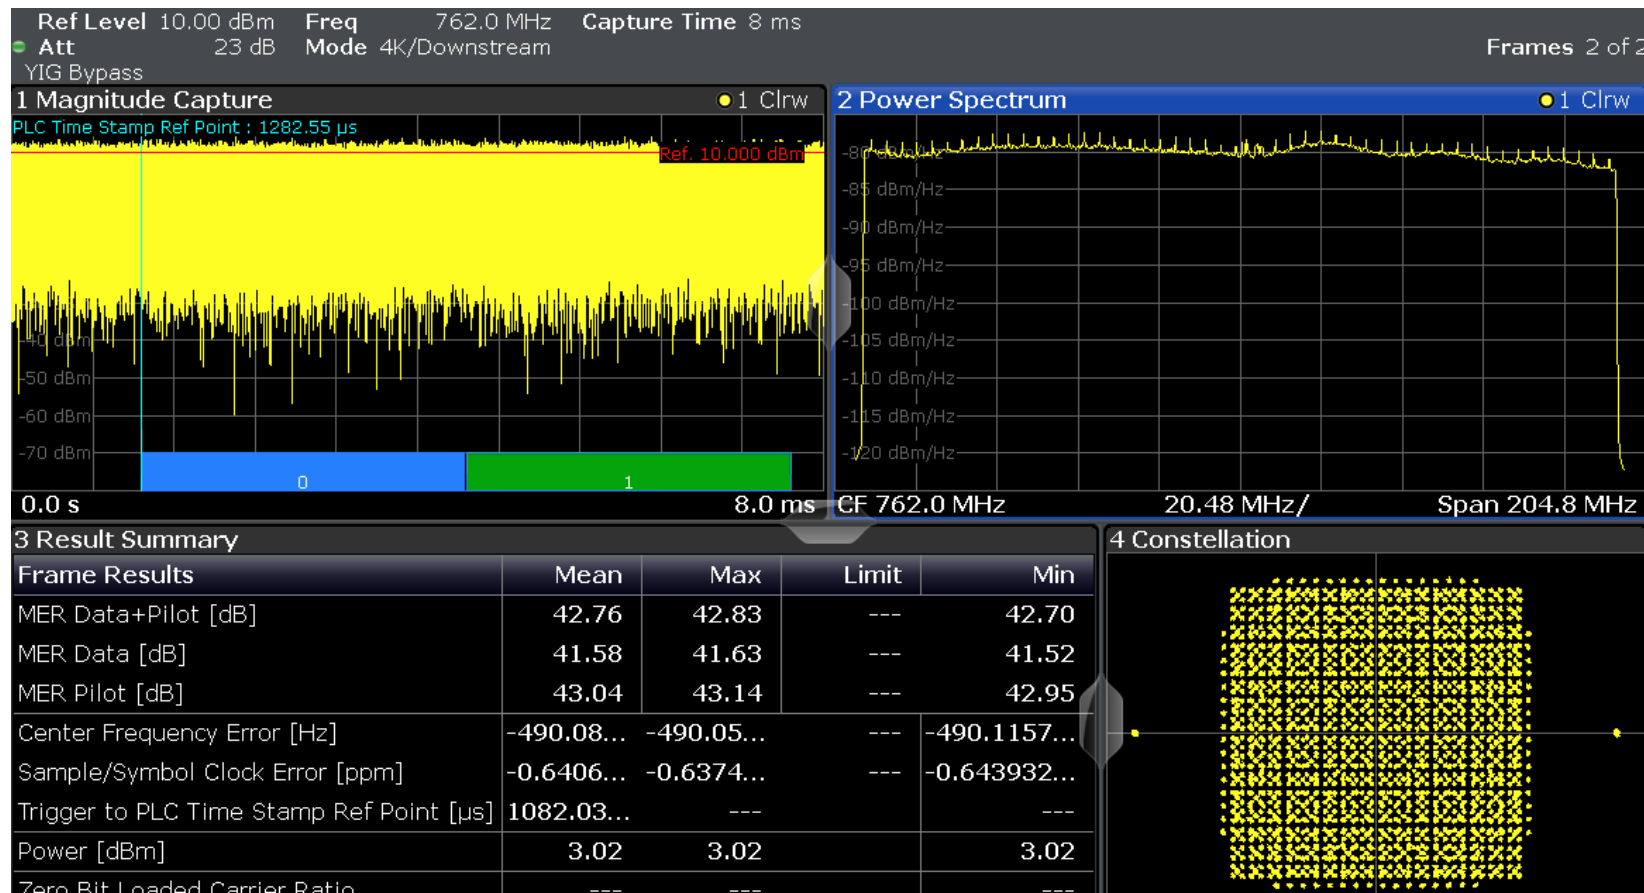 Ref Level 10.00 dBm Freq 762.0 MHz Capture Time 8 ms
Att 23 dB Mode 4K/Downstream Frames 2 of 2
YIG Bypass
1 Magnitude Capture 1 Clrw
PLC Time Stamp Ref Point : 1282.55 µs
Ref. 10.000 dBm
-40 dBm
-50 dBm
-60 dBm
-70 dBm
0 1
0.0 s 8.0 ms
2 Power Spectrum 1 Clrw
-80 dBm/Hz
-85 dBm/Hz
-90 dBm/Hz
-95 dBm/Hz
-100 dBm/Hz
-105 dBm/Hz
-110 dBm/Hz
-115 dBm/Hz
-120 dBm/Hz
CF 762.0 MHz 20.48 MHz/ Span 204.8 MHz
3 Result Summary
Frame Results Mean Max Limit Min
MER Data+Pilot [dB] 42.76 42.83 --- 42.70
MER Data [dB] 41.58 41.63 --- 41.52
MER Pilot [dB] 43.04 43.14 --- 42.95
Center Frequency Error [Hz] -490.08... -490.05... --- -490.1157...
Sample/Symbol Clock Error [ppm] -0.6406... -0.6374... --- -0.643932...
Trigger to PLC Time Stamp Ref Point [µs] 1082.03... --- ---
Power [dBm] 3.02 3.02 3.02
Zero Bit Loaded Carrier Ratio --- --- ---
4 Constellation